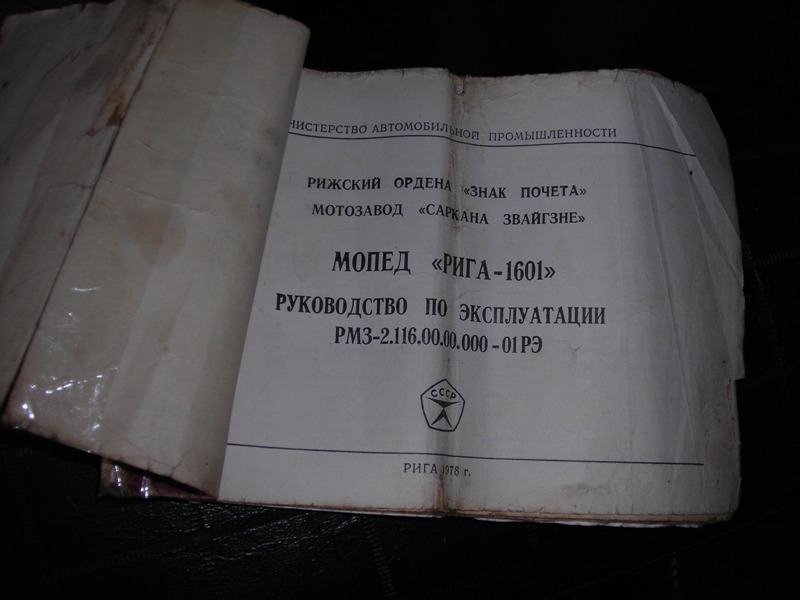 НИСТЕРСТВО АВТОМОБИЛЬНОЙ ПРОМЫШЛЕННОСТИ
РИЖСКИЙ ОРДЕНА «ЗНАК ПОЧЕТА»
МОТОЗАВОД «САРКАНА ЗВАЙГЗНЕ»
МОПЕД «РИГА-1601»
РУКОВОДСТВО ПО ЭКСПЛУАТАЦИИ
РМЗ-2.116.00.00.000-01РЭ
СССР
РИГА 1978 г.